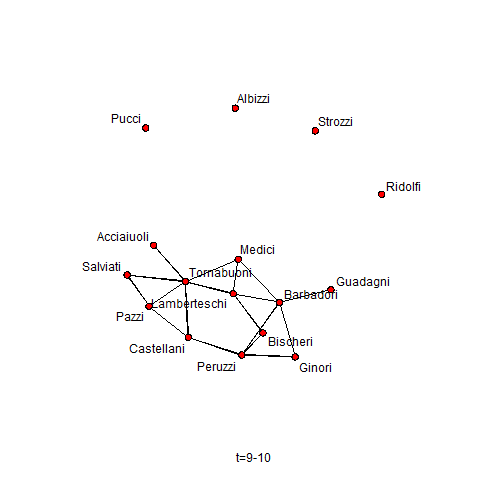 Albizzi
Pucci
Strozzi
Ridolfi
Acciaiuoli
Medici
Salviati
Tornabuoni
Guadagni
Lamberteschi
Barbadori
Pazzi
Bischeri
Castellani
Peruzzi
Ginori
t=9-10